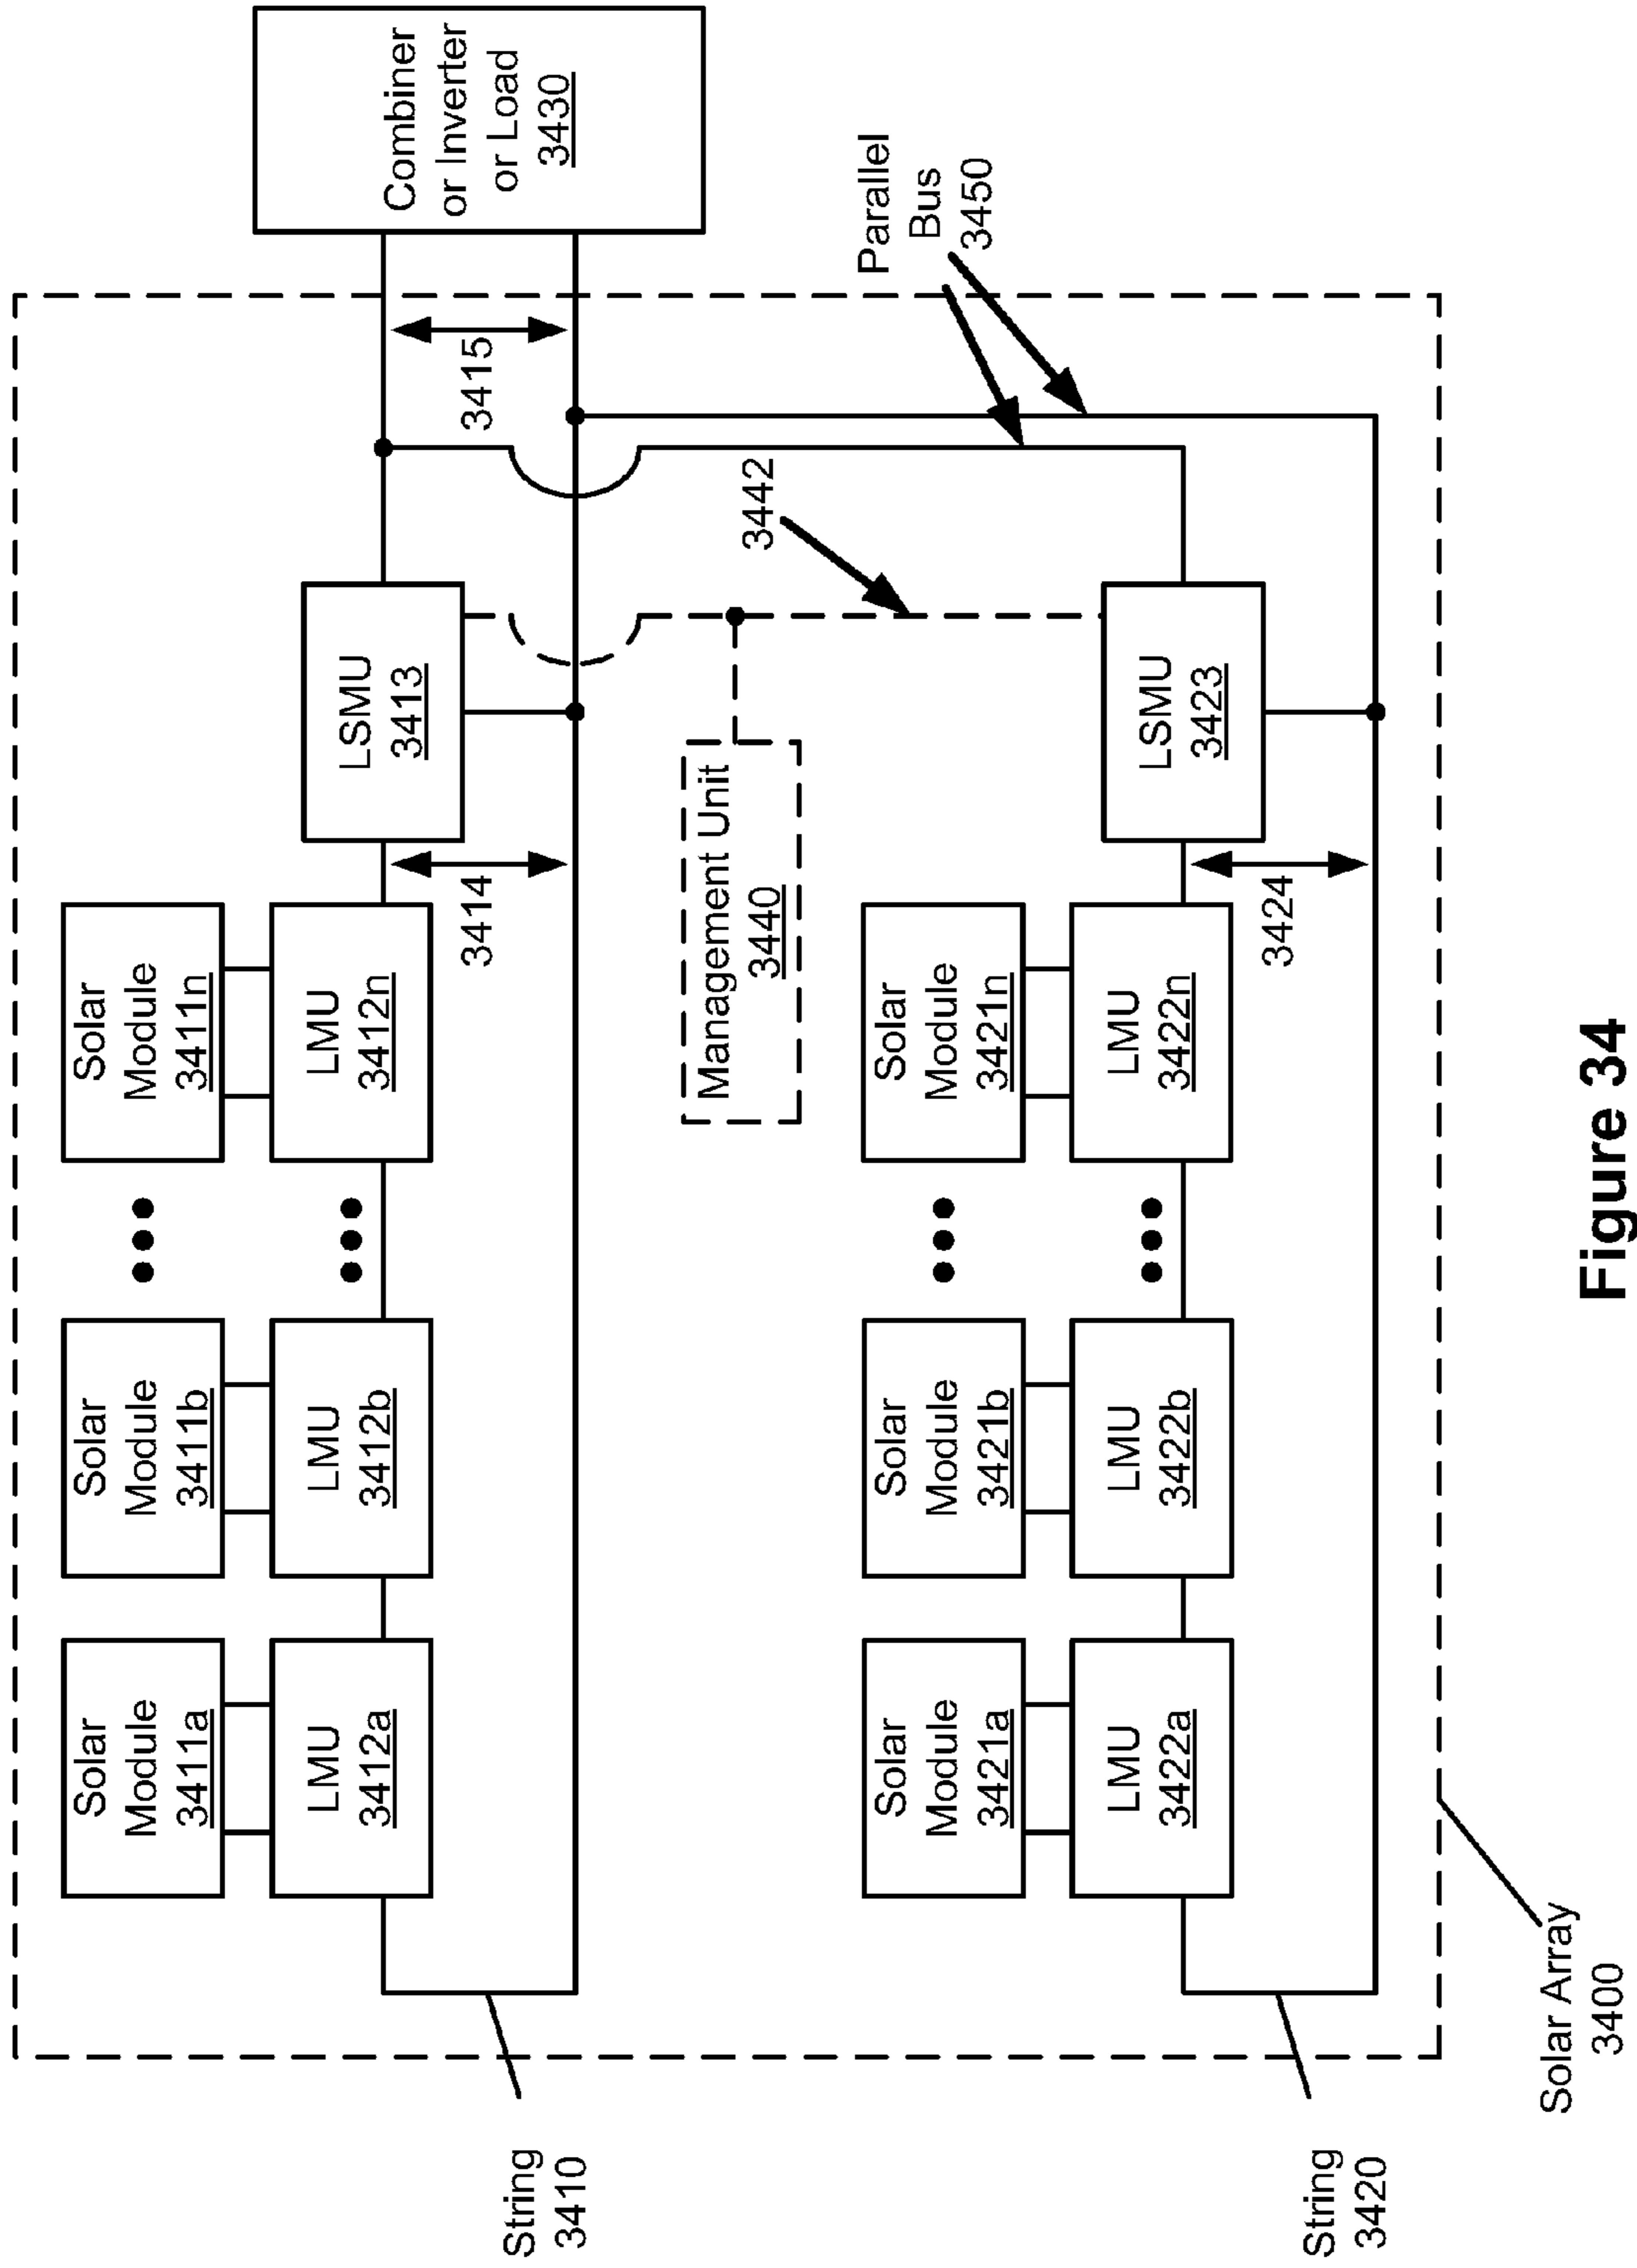 Solar
Module
3411a
Solar
Module
3411b
Solar
Module
3411n
LMU
3412a
LMU
3412b
LMU
3412n
LSMU
3413
Combiner
or Inverter
or Load
3430
3414
3415
String
3410
Management Unit
3440
3442
Parallel
Bus
3450
Solar
Module
3421a
Solar
Module
3421b
Solar
Module
3421n
LMU
3422a
LMU
3422b
LMU
3422n
LSMU
3423
3424
String
3420
Solar Array
3400
Figure 34